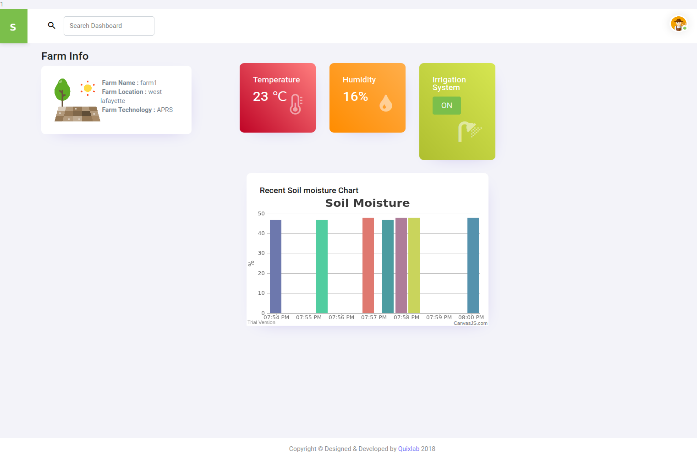 1
S
Search Dashboard
Farm Info
Farm Name : farm1
Farm Location : west
lafayette
Farm Technology : APRS
Temperature
23 °C
Humidity
16%
Irrigation
System
ON
Recent Soil moisture Chart
Soil Moisture
50
40
30
20
10
0
%
07:54 PM 07:55 PM 07:56 PM 07:57 PM 07:58 PM 07:59 PM 08:00 PM
Trial Version
CanvasJS.com
Copyright © Designed & Developed by Quixlab 2018